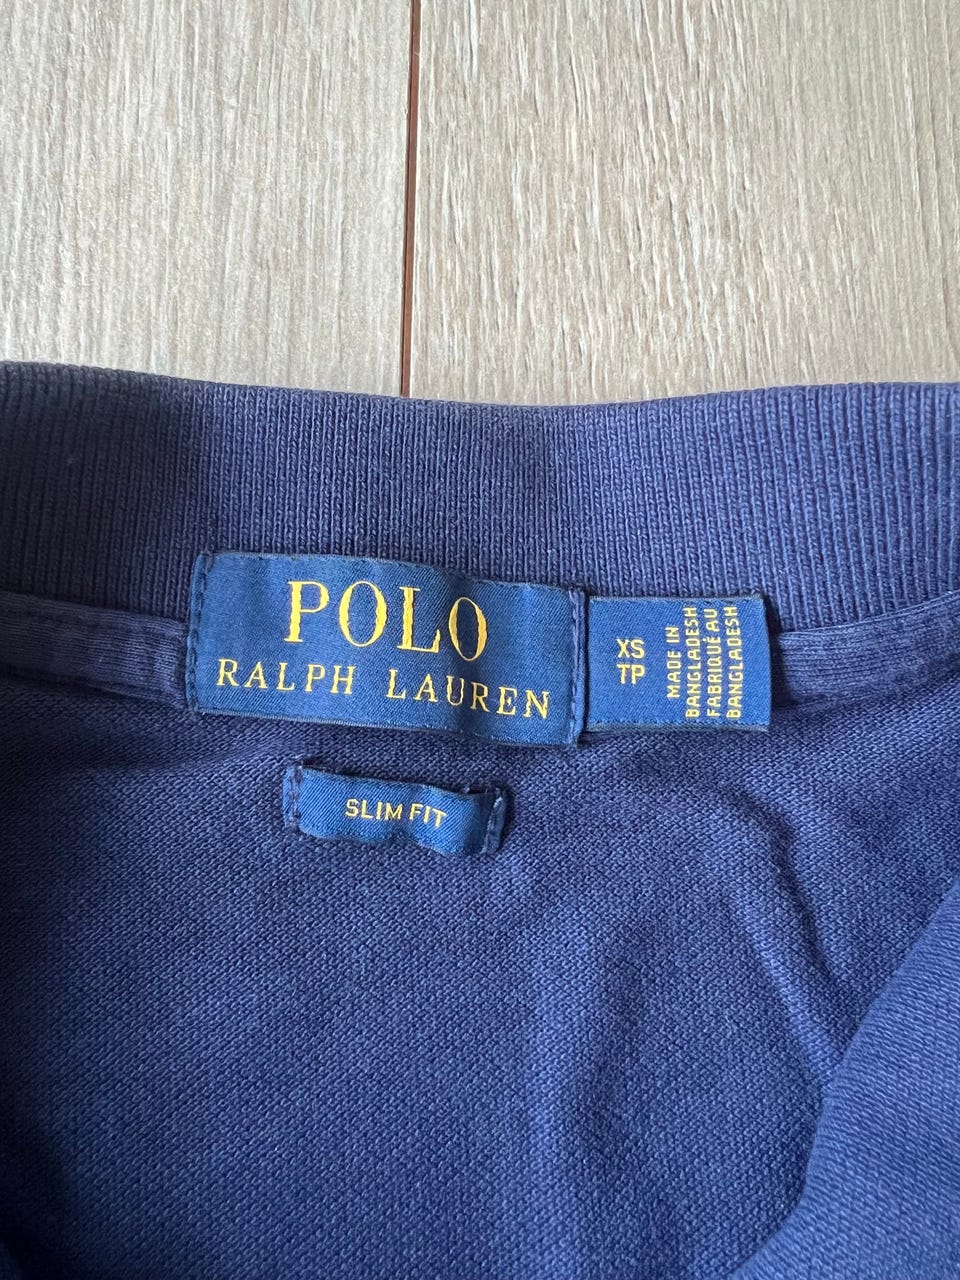 POLO
RALPH LAUREN
XS
TP
MADE IN
BANGLADESH
FABRIQUÉ AU
BANGLADESH
SLIM FIT